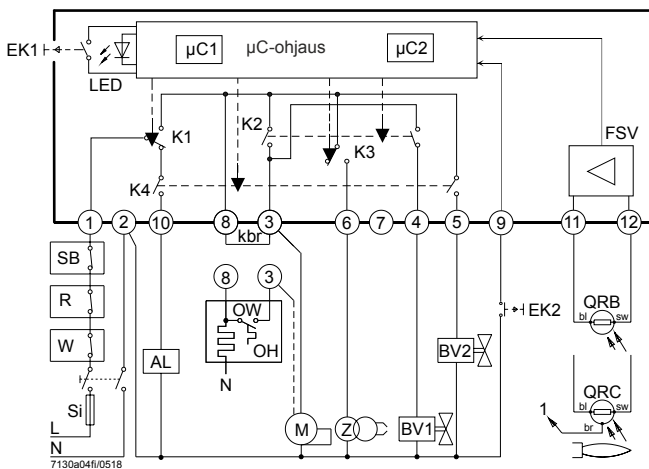 EK1
LED
µC1
µC-ohjaus
µC2
FSV
K1
K2
K3
K4
1
2
10
8
kbr
3
6
7
4
5
9
11
12
SB
R
W
Si
L
N
AL
8
3
OW
OH
N
M
Z
BV1
BV2
EK2
QRB
bl
sw
QRC
bl
sw
br
1
7130a04fi/0518